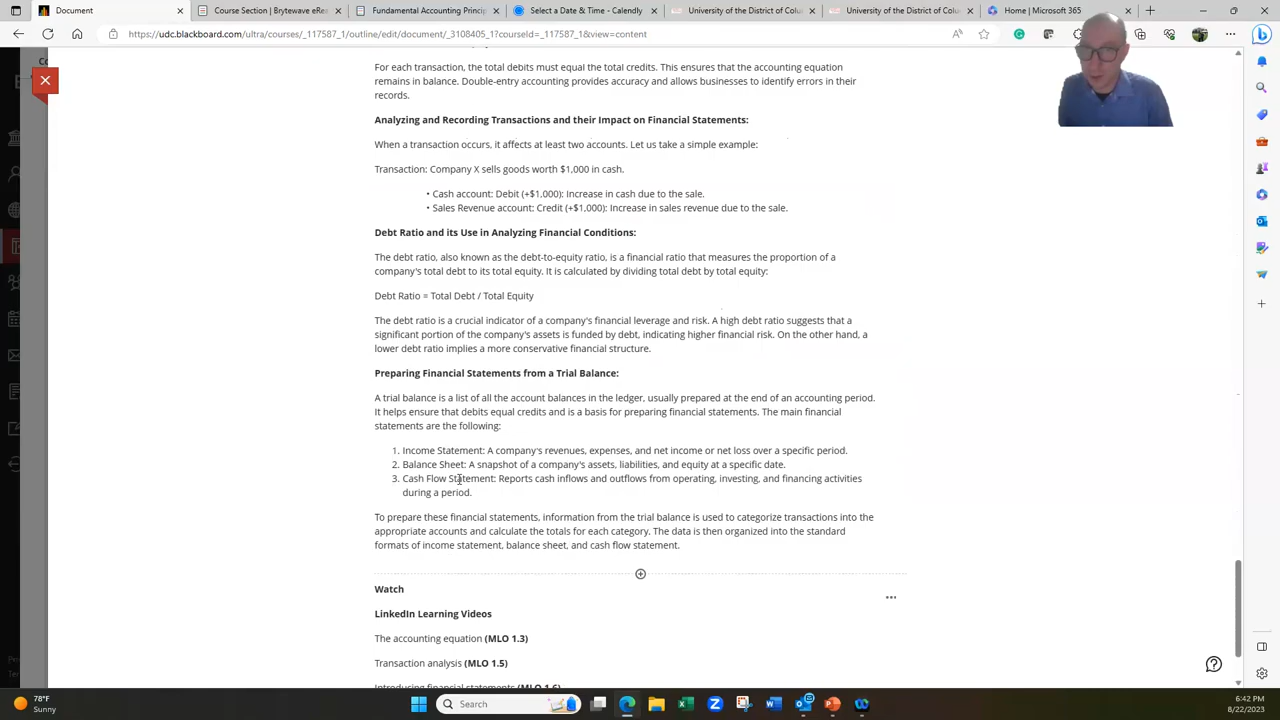 Document
Course Section | Brytewave eRe
Fundamental Accounting Princip
Select a Date & Time - Calendly
University of the District of Colu
University of the District of Colu
Home | Microsoft 365
https://udc.blackboard.com/ultra/courses/_117587_1/outline/edit/document/_3108405_1?courseId=_117587_1&view=content
For each transaction, the total debits must equal the total credits. This ensures that the accounting equation
remains in balance. Double-entry accounting provides accuracy and allows businesses to identify errors in their
records.
Analyzing and Recording Transactions and their Impact on Financial Statements:
When a transaction occurs, it affects at least two accounts. Let us take a simple example:
Transaction: Company X sells goods worth $1,000 in cash.
• Cash account: Debit (+$1,000): Increase in cash due to the sale.
• Sales Revenue account: Credit (+$1,000): Increase in sales revenue due to the sale.
Debt Ratio and its Use in Analyzing Financial Conditions:
The debt ratio, also known as the debt-to-equity ratio, is a financial ratio that measures the proportion of a
company's total debt to its total equity. It is calculated by dividing total debt by total equity:
Debt Ratio = Total Debt / Total Equity
The debt ratio is a crucial indicator of a company's financial leverage and risk. A high debt ratio suggests that a
significant portion of the company's assets is funded by debt, indicating higher financial risk. On the other hand, a
lower debt ratio implies a more conservative financial structure.
Preparing Financial Statements from a Trial Balance:
A trial balance is a list of all the account balances in the ledger, usually prepared at the end of an accounting period.
It helps ensure that debits equal credits and is a basis for preparing financial statements. The main financial
statements are the following:
1. Income Statement: A company's revenues, expenses, and net income or net loss over a specific period.
2. Balance Sheet: A snapshot of a company's assets, liabilities, and equity at a specific date.
3. Cash Flow Statement: Reports cash inflows and outflows from operating, investing, and financing activities
during a period.
To prepare these financial statements, information from the trial balance is used to categorize transactions into the
appropriate accounts and calculate the totals for each category. The data is then organized into the standard
formats of income statement, balance sheet, and cash flow statement.
Watch
LinkedIn Learning Videos
The accounting equation (MLO 1.3)
Transaction analysis (MLO 1.5)
Introducing financial statements (MLO 1.6)
78°F
Sunny
Search
6:42 PM
8/22/2023